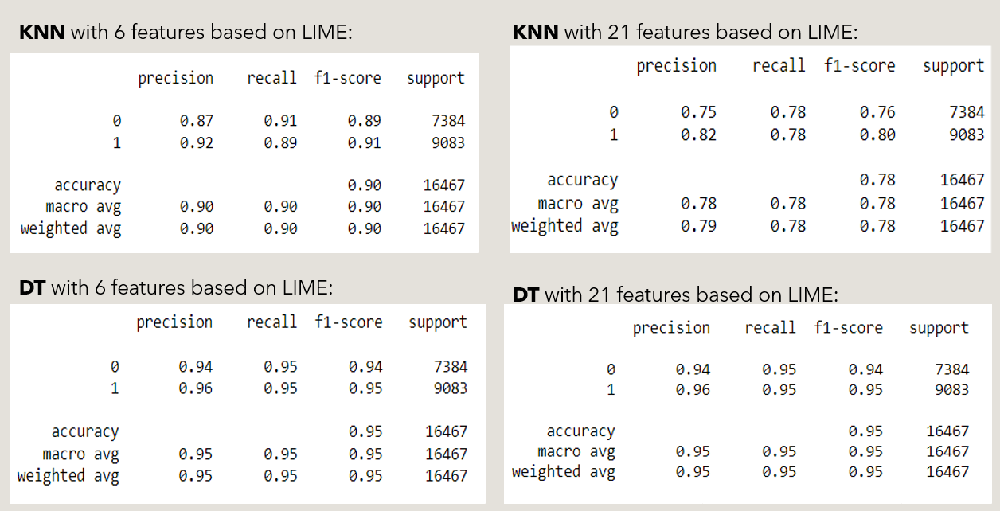 KNN with 6 features based on LIME:
precision recall f1-score support
0 0.87 0.91 0.89 7384
1 0.92 0.89 0.91 9083
accuracy 0.90 16467
macro avg 0.90 0.90 0.90 16467
weighted avg 0.90 0.90 0.90 16467
KNN with 21 features based on LIME:
precision recall f1-score support
0 0.75 0.78 0.76 7384
1 0.82 0.78 0.80 9083
accuracy 0.78 16467
macro avg 0.78 0.78 0.78 16467
weighted avg 0.79 0.78 0.78 16467
DT with 6 features based on LIME:
precision recall f1-score support
0 0.94 0.95 0.94 7384
1 0.96 0.95 0.95 9083
accuracy 0.95 16467
macro avg 0.95 0.95 0.95 16467
weighted avg 0.95 0.95 0.95 16467
DT with 21 features based on LIME:
precision recall f1-score support
0 0.94 0.95 0.94 7384
1 0.96 0.95 0.95 9083
accuracy 0.95 16467
macro avg 0.95 0.95 0.95 16467
weighted avg 0.95 0.95 0.95 16467